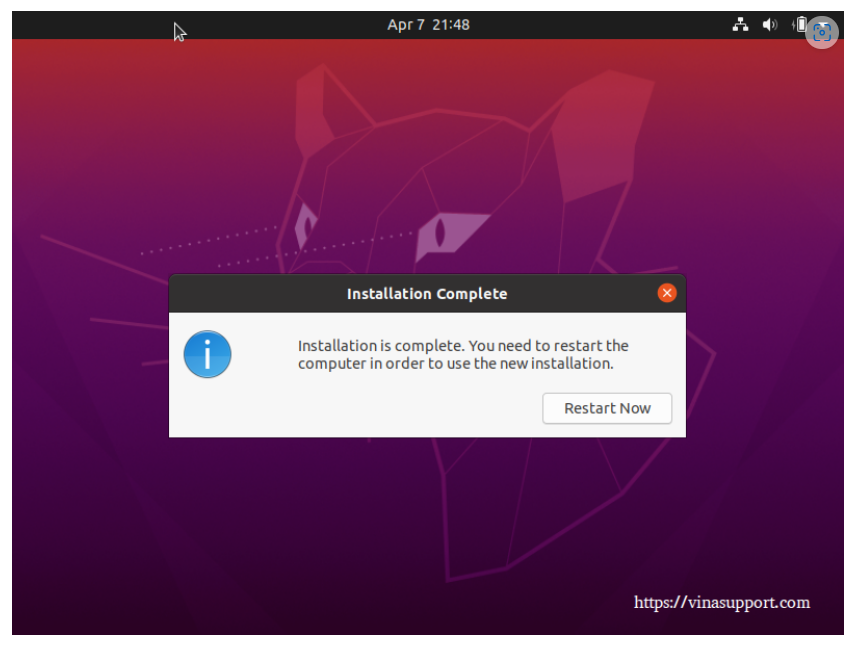 Apr 7 21:48
Installation Complete
Installation is complete. You need to restart the
computer in order to use the new installation.
Restart Now
https://vinasupport.com